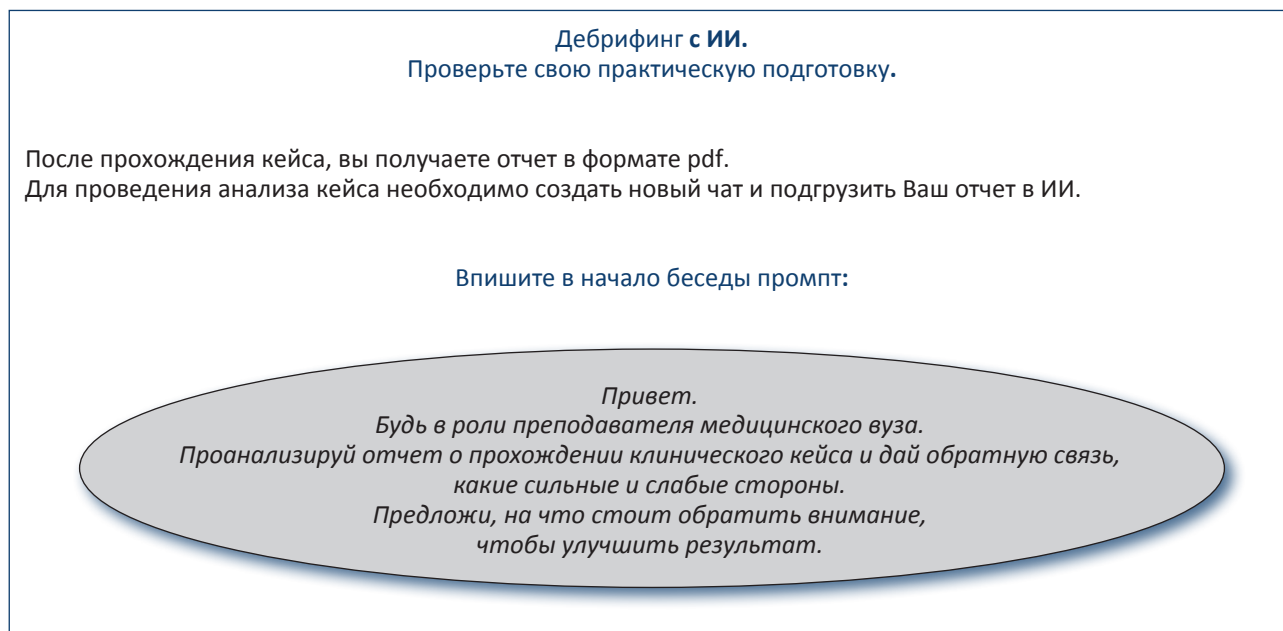 Дебрифинг с ИИ.
Проверьте свою практическую подготовку.
После прохождения кейса, вы получаете отчет в формате pdf.
Для проведения анализа кейса необходимо создать новый чат и подгрузить Ваш отчет в ИИ.
Впишите в начало беседы промпт:
Привет.
Будь в роли преподавателя медицинского вуза.
Проанализируй отчет о прохождении клинического кейса и дай обратную связь,
какие сильные и слабые стороны.
Предложи, на что стоит обратить внимание,
чтобы улучшить результат.